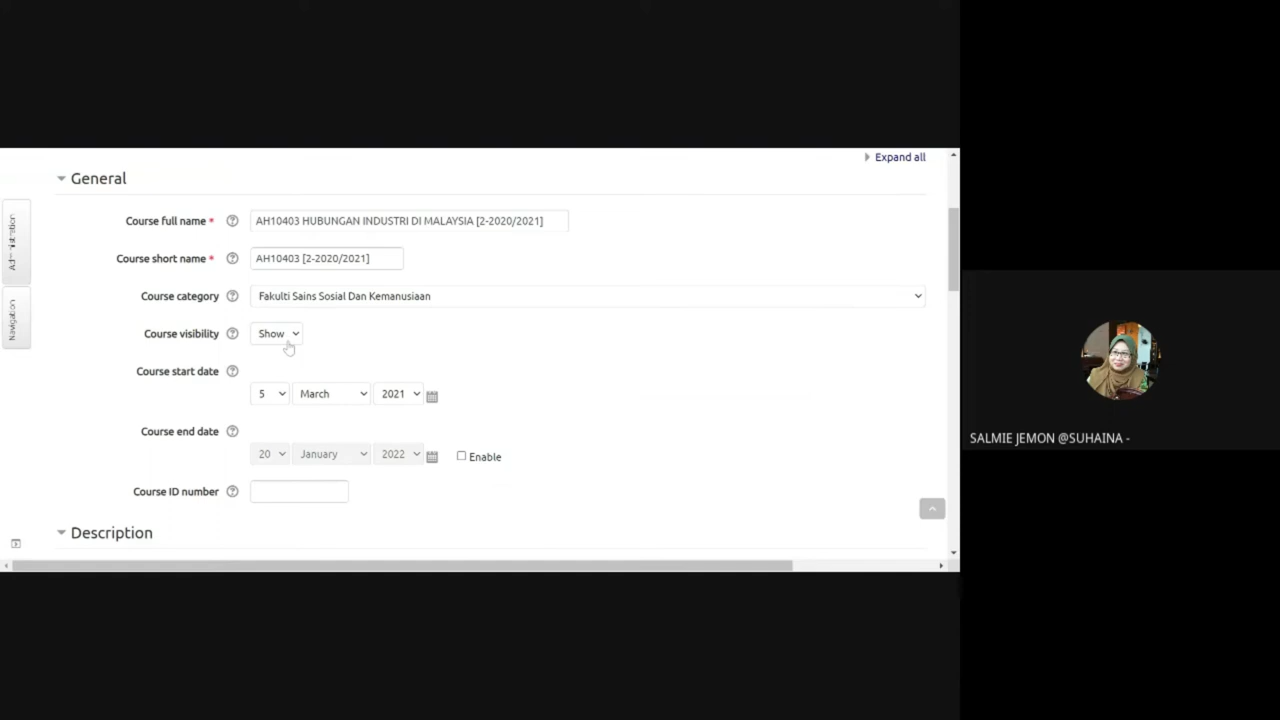 Expand all
General
Administration
Navigation
Course full name *
AH10403 HUBUNGAN INDUSTRI DI MALAYSIA [2-2020/2021]
Course short name *
AH10403 [2-2020/2021]
Course category
Fakulti Sains Sosial Dan Kemanusiaan
Course visibility
Show
Course start date
5 March 2021
Course end date
20 January 2022 Enable
Course ID number
Description
SALMIE JEMON @SUHAINA -